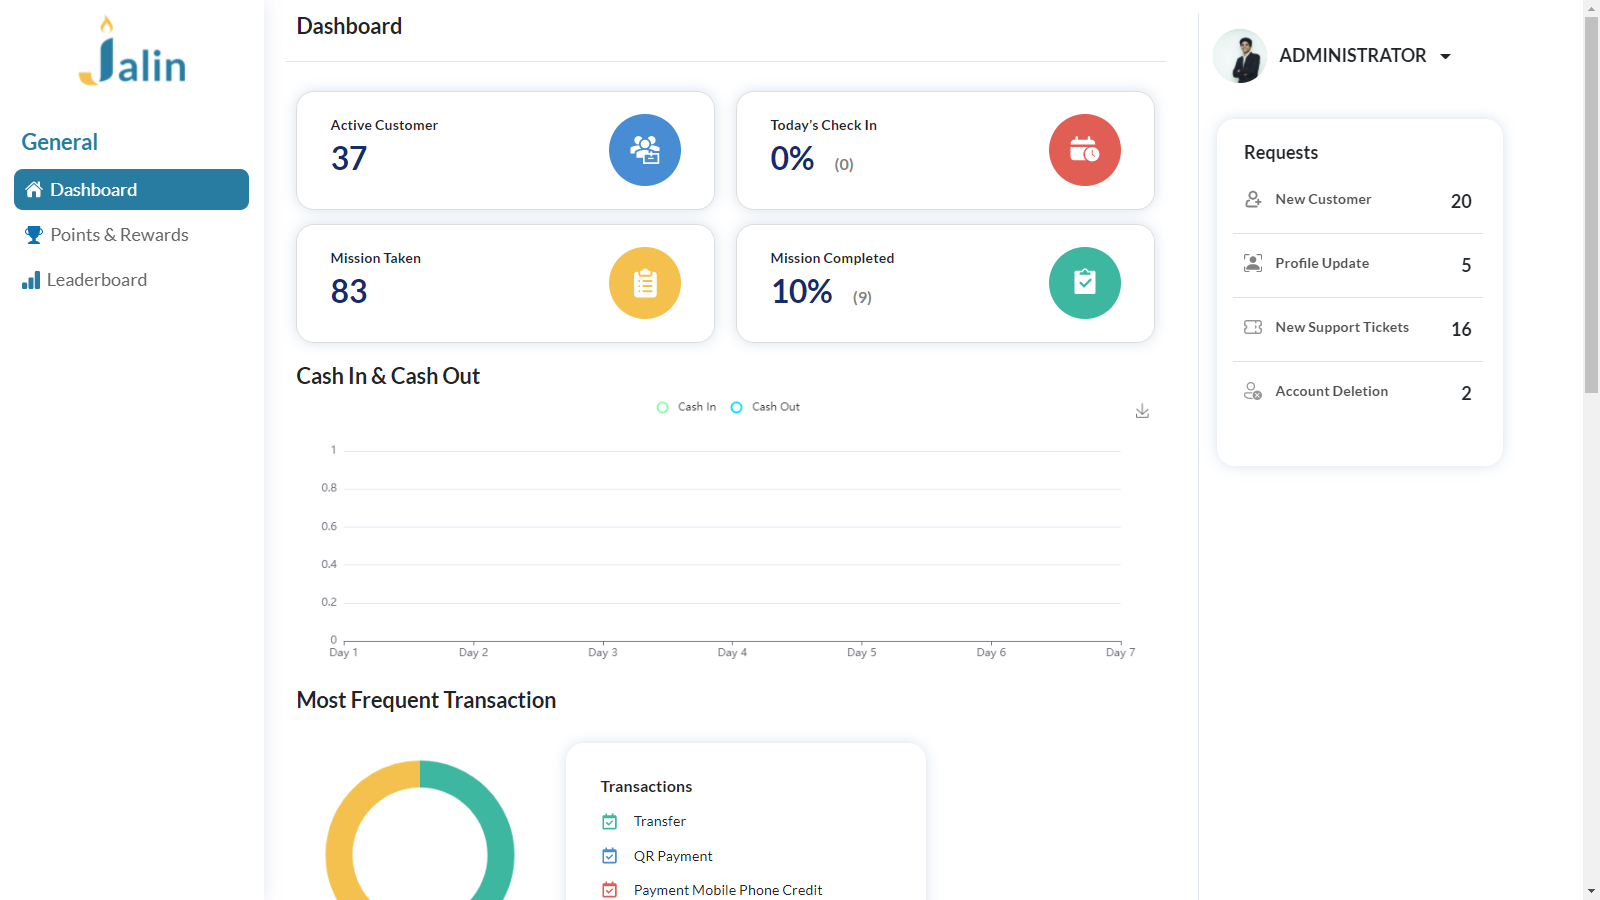 Jalin
General
Dashboard
Points & Rewards
Leaderboard
Dashboard
Active Customer
37
Today’s Check In
0% (0)
Mission Taken
83
Mission Completed
10% (9)
Cash In & Cash Out
Cash In Cash Out
1
0.8
0.6
0.4
0.2
0
Day 1 Day 2 Day 3 Day 4 Day 5 Day 6 Day 7
Most Frequent Transaction
Transactions
Transfer
QR Payment
Payment Mobile Phone Credit
ADMINISTRATOR
Requests
New Customer 20
Profile Update 5
New Support Tickets 16
Account Deletion 2